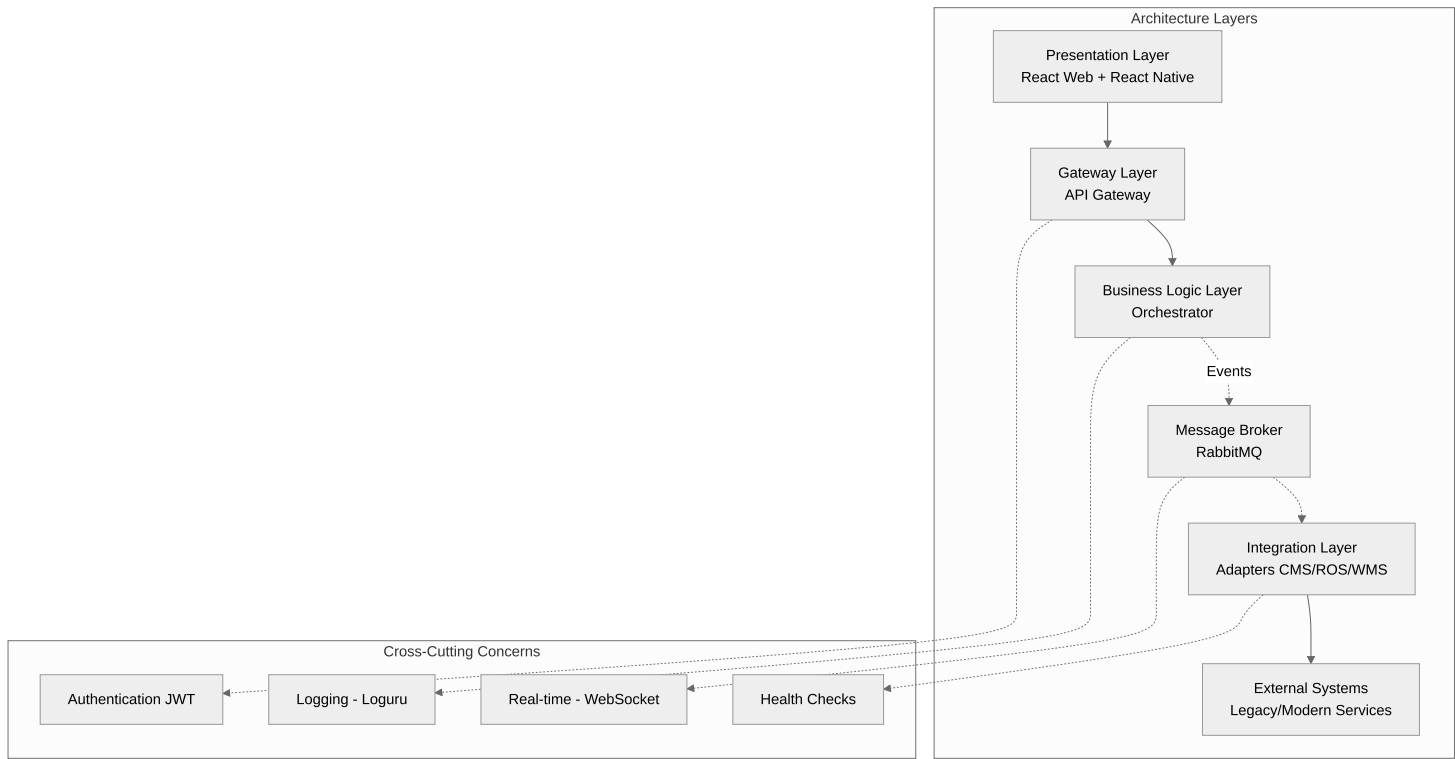 Architecture Layers
Presentation Layer
React Web + React Native
Gateway Layer
API Gateway
Business Logic Layer
Orchestrator
Events
Message Broker
RabbitMQ
Integration Layer
Adapters CMS/ROS/WMS
External Systems
Legacy/Modern Services
Cross-Cutting Concerns
Authentication JWT
Logging - Loguru
Real-time - WebSocket
Health Checks